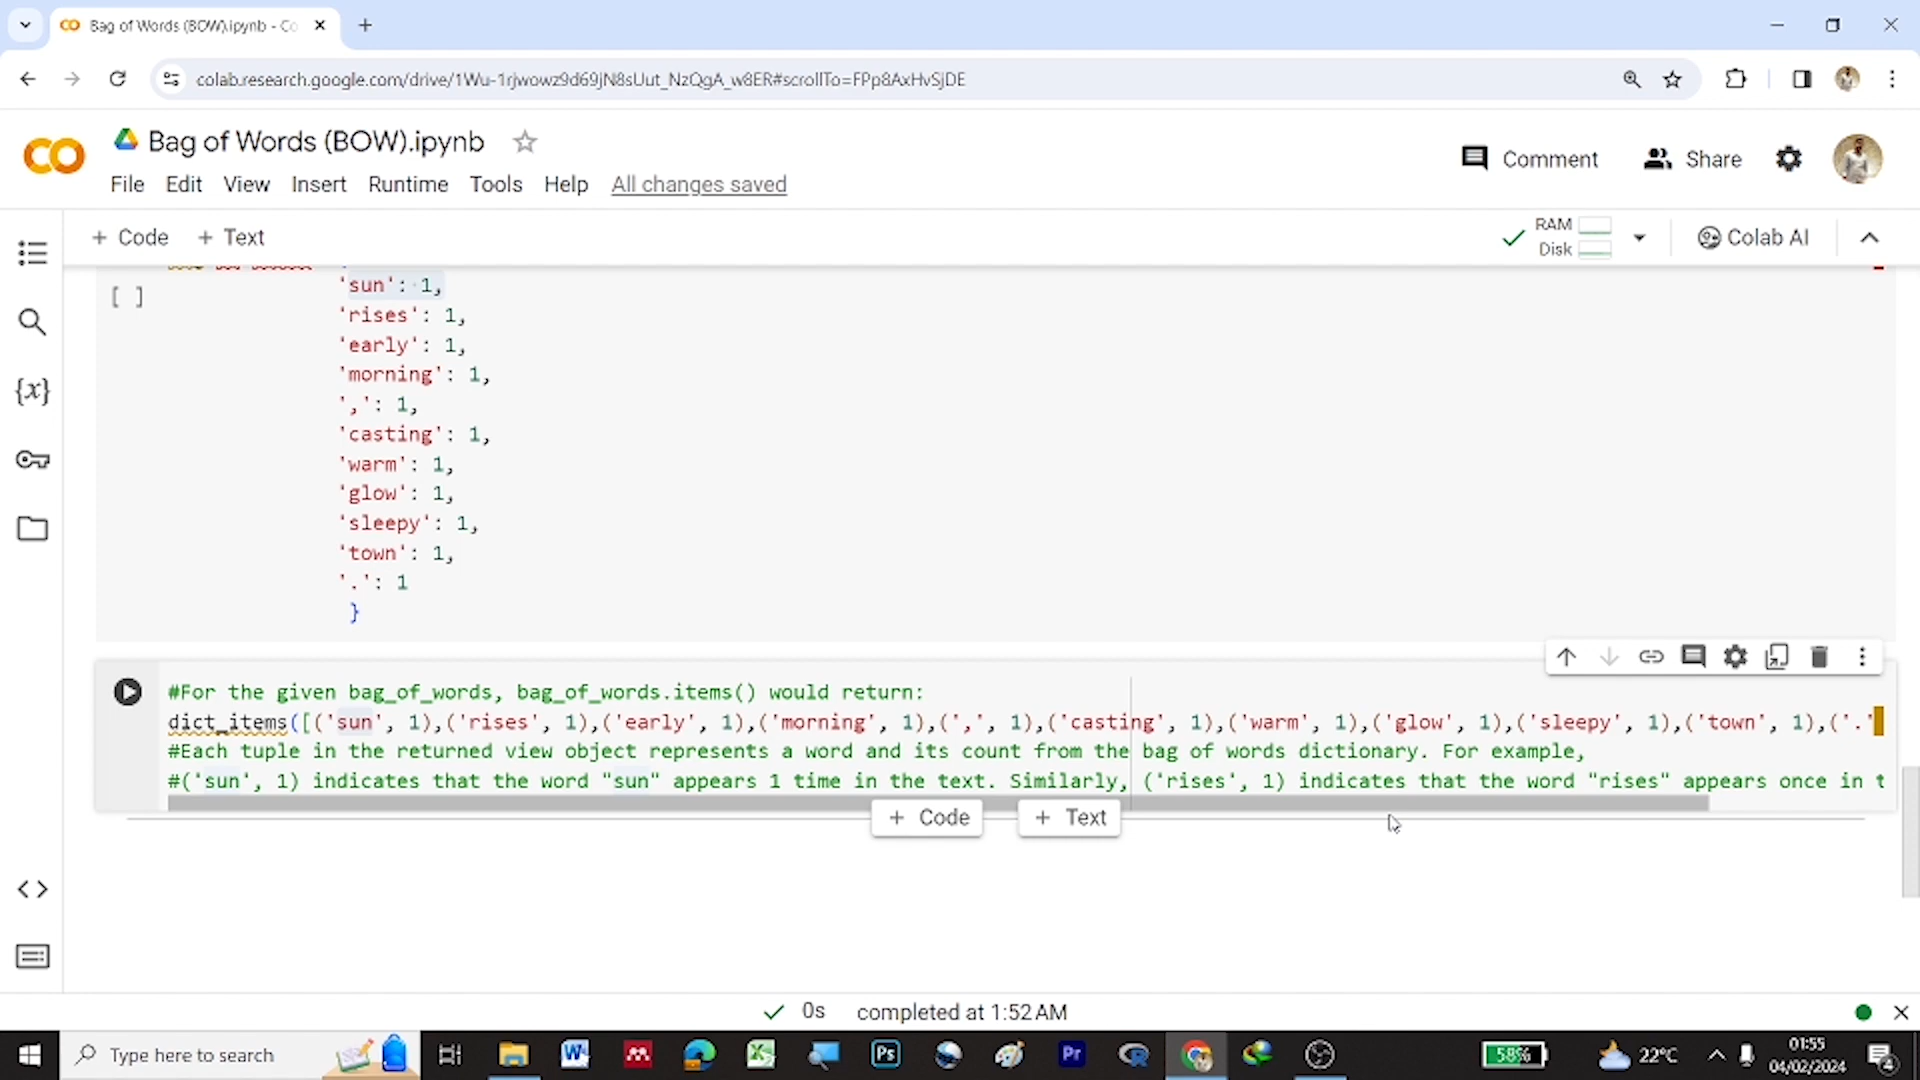 Bag of Words (BOW).ipynb - Co
colab.research.google.com/drive/1Wu-1rjwowz9d69jN8sUut_NzQgA_w8ER#scrollTo=FPp8AxHvSjDE
Bag of Words (BOW).ipynb
Comment
Share
File Edit View Insert Runtime Tools Help All changes saved
+ Code + Text
RAM
Disk
Colab AI
[ ]
'sun': 1,
'rises': 1,
'early': 1,
'morning': 1,
',': 1,
'casting': 1,
'warm': 1,
'glow': 1,
'sleepy': 1,
'town': 1,
'.': 1
}
#For the given bag_of_words, bag_of_words.items() would return:
dict_items([('sun', 1),('rises', 1),('early', 1),('morning', 1),(',', 1),('casting', 1),('warm', 1),('glow', 1),('sleepy', 1),('town', 1),('.'
#Each tuple in the returned view object represents a word and its count from the bag of words dictionary. For example,
#('sun', 1) indicates that the word "sun" appears 1 time in the text. Similarly, ('rises', 1) indicates that the word "rises" appears once in t
+ Code + Text
0s completed at 1:52 AM
Type here to search
58%
22°C
01:55
04/02/2024
4